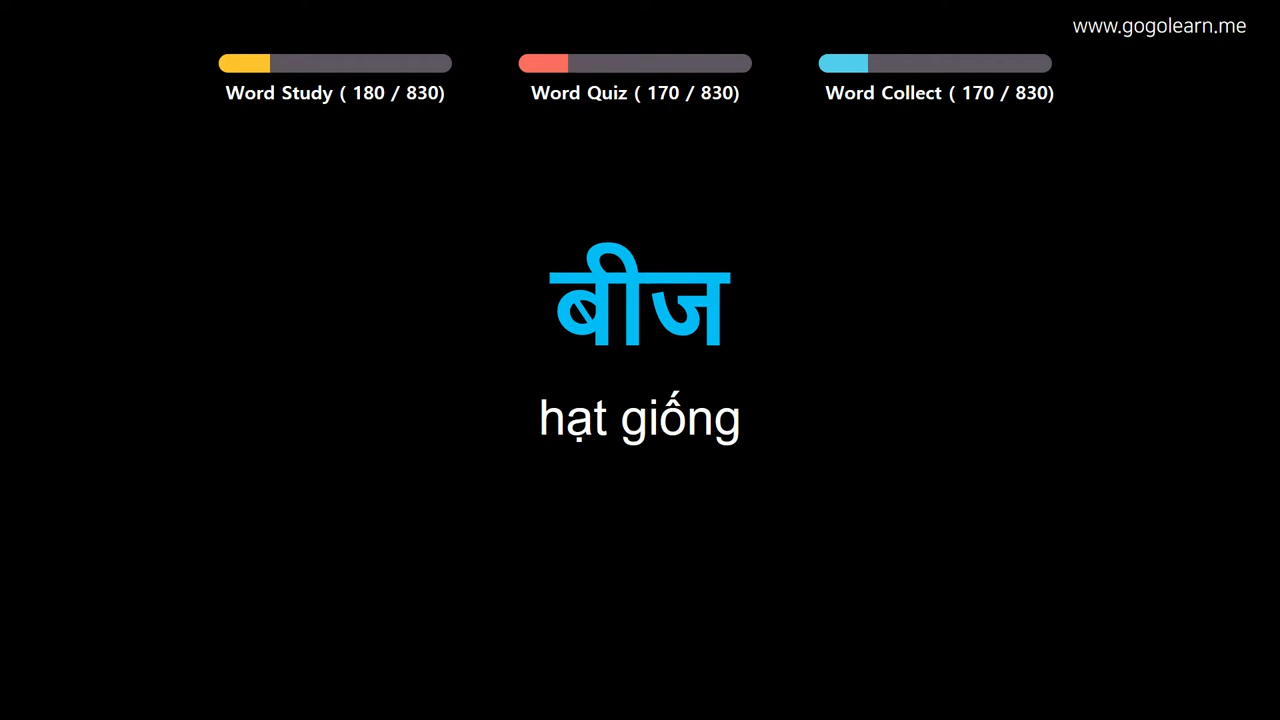 www.gogolearn.me
Word Study ( 180 / 830)
Word Quiz ( 170 / 830)
Word Collect ( 170 / 830)
बीज
hạt giống